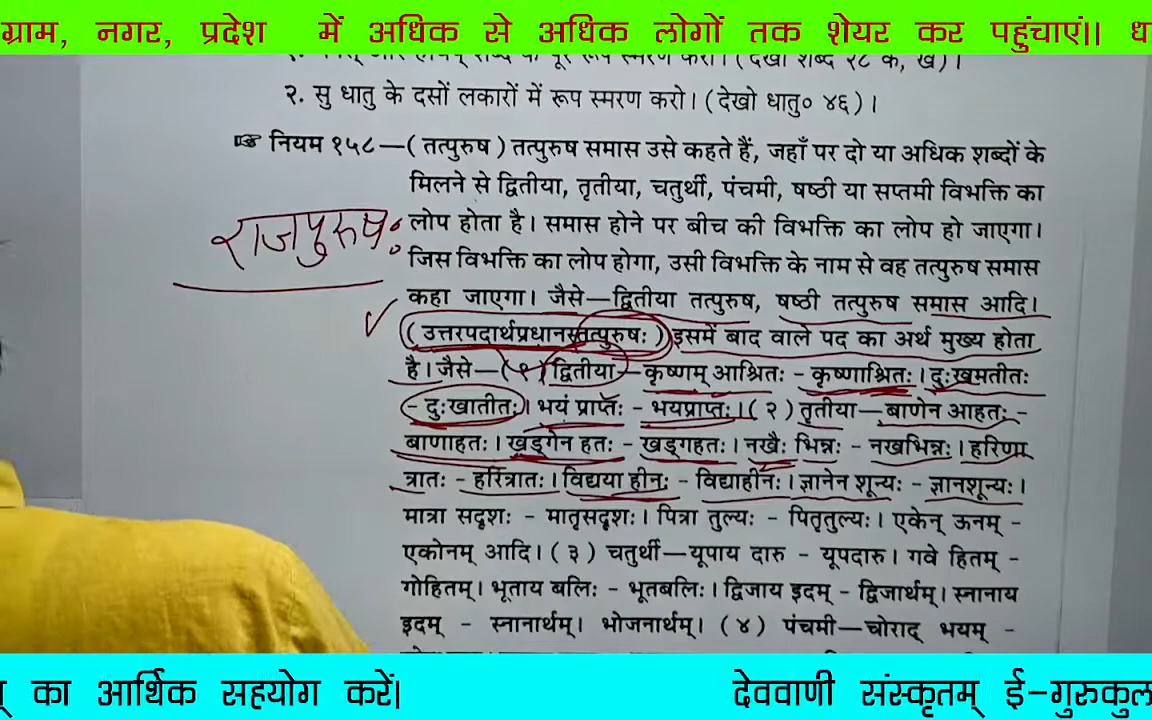 ग्राम, नगर, प्रदेश में अधिक से अधिक लोगों तक शेयर कर पहुंचाएं॥ ध
२. सु धातु के दसों लकारों में रूप स्मरण करो। (देखो धातु० ४६)।
☞ नियम १५८—(तत्पुरुष) तत्पुरुष समास उसे कहते हैं, जहाँ पर दो या अधिक शब्दों के
मिलने से द्वितीया, तृतीया, चतुर्थी, पंचमी, षष्ठी या सप्तमी विभक्ति का
राजपुरुषः
लोप होता है। समास होने पर बीच की विभक्ति का लोप हो जाएगा।
जिस विभक्ति का लोप होगा, उसी विभक्ति के नाम से वह तत्पुरुष समास
कहा जाएगा। जैसे—द्वितीया तत्पुरुष, षष्ठी तत्पुरुष समास आदि।
(उत्तरपदार्थप्रधानस्तत्पुरुषः) इसमें बाद वाले पद का अर्थ मुख्य होता
है। जैसे—(१) द्वितीया—कृष्णम् आश्रितः - कृष्णाश्रितः। दुःखमतीतः
- दुःखातीतः। भयं प्राप्तः - भयप्राप्तः। (२) तृतीया—बाणेन आहतः -
बाणाहतः। खड्गेन हतः - खड्गहतः। नखैः भिन्नः - नखभिन्नः। हरिणा
त्रातः - हरित्रातः। विद्यया हीनः - विद्याहीनः। ज्ञानेन शून्यः - ज्ञानशून्यः।
मात्रा सदृशः - मातृसदृशः। पित्रा तुल्यः - पितृतुल्यः। एकेन् ऊनम् -
एकोनम् आदि। (३) चतुर्थी—यूपाय दारु - यूपदारु। गवे हितम् -
गोहितम्। भूताय बलिः - भूतबलिः। द्विजाय इदम् - द्विजार्थम्। स्नानाय
इदम् - स्नानार्थम्। भोजनार्थम्। (४) पंचमी—चोराद् भयम् -
का आर्थिक सहयोग करें| देववाणी संस्कृतम् ई-गुरुकुल